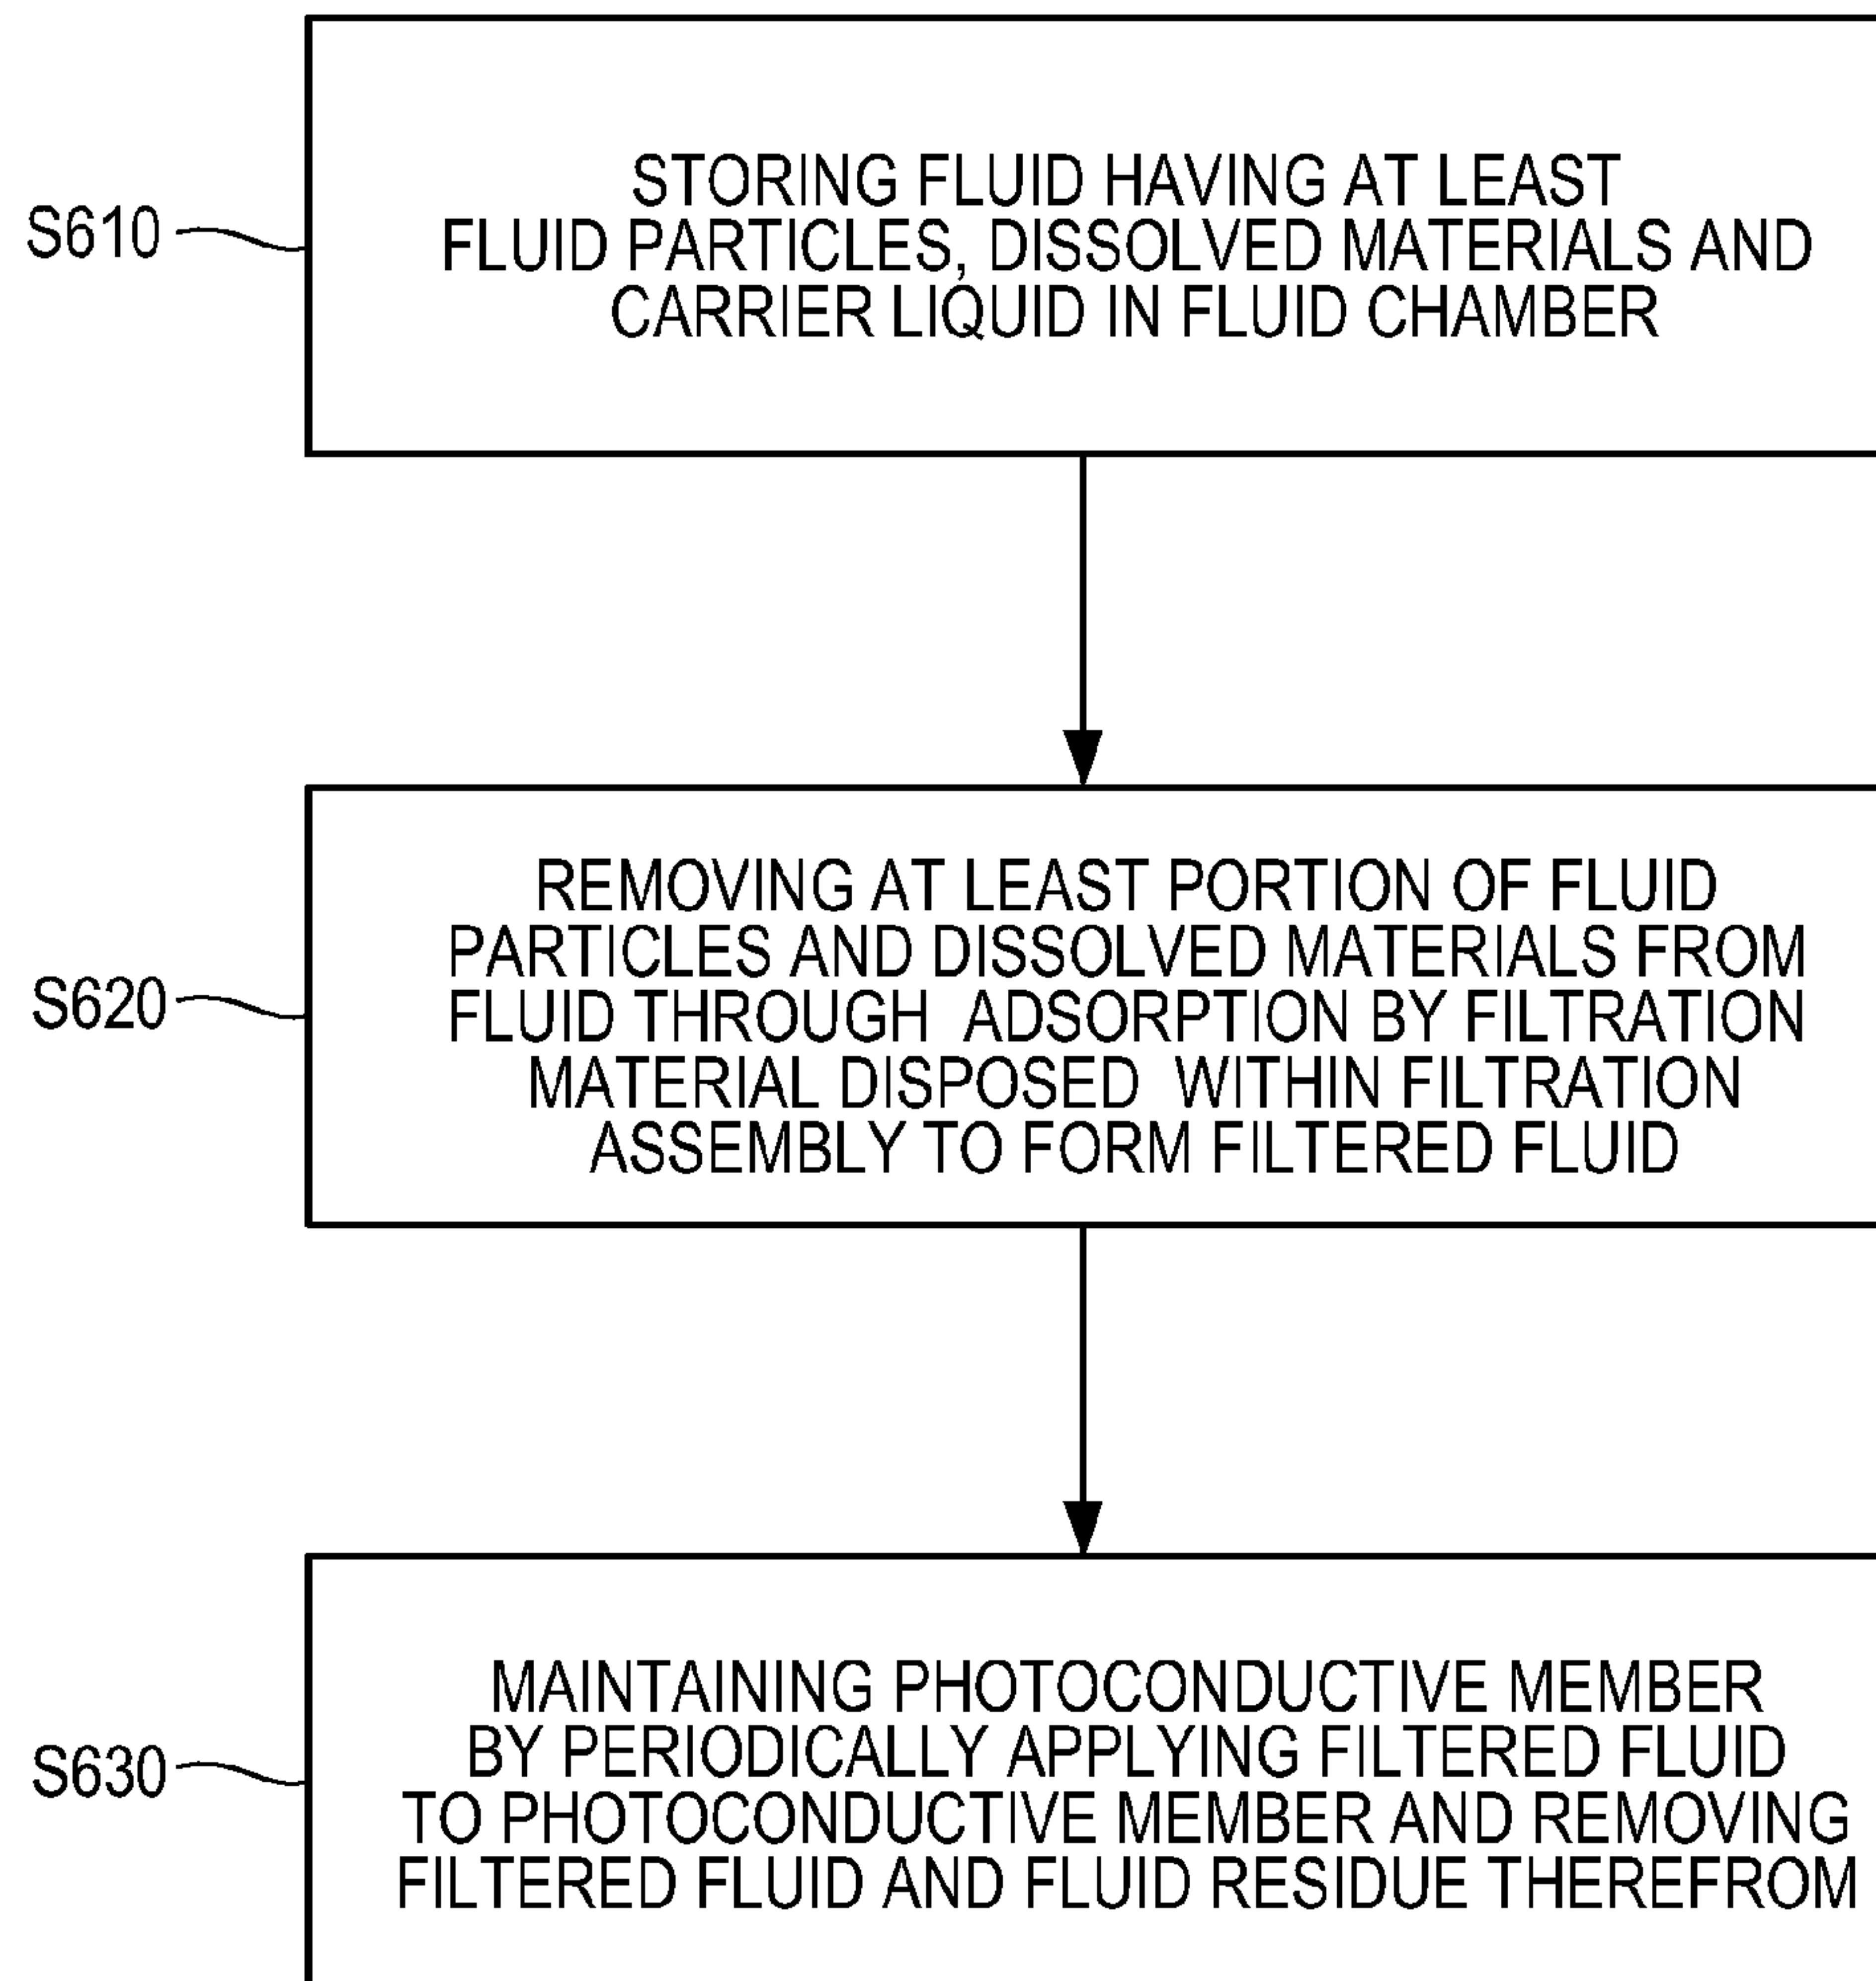 S610
STORING FLUID HAVING AT LEAST
FLUID PARTICLES, DISSOLVED MATERIALS AND
CARRIER LIQUID IN FLUID CHAMBER
S620
REMOVING AT LEAST PORTION OF FLUID
PARTICLES AND DISSOLVED MATERIALS FROM
FLUID THROUGH ADSORPTION BY FILTRATION
MATERIAL DISPOSED WITHIN FILTRATION
ASSEMBLY TO FORM FILTERED FLUID
S630
MAINTAINING PHOTOCONDUCTIVE MEMBER
BY PERIODICALLY APPLYING FILTERED FLUID
TO PHOTOCONDUCTIVE MEMBER AND REMOVING
FILTERED FLUID AND FLUID RESIDUE THEREFROM